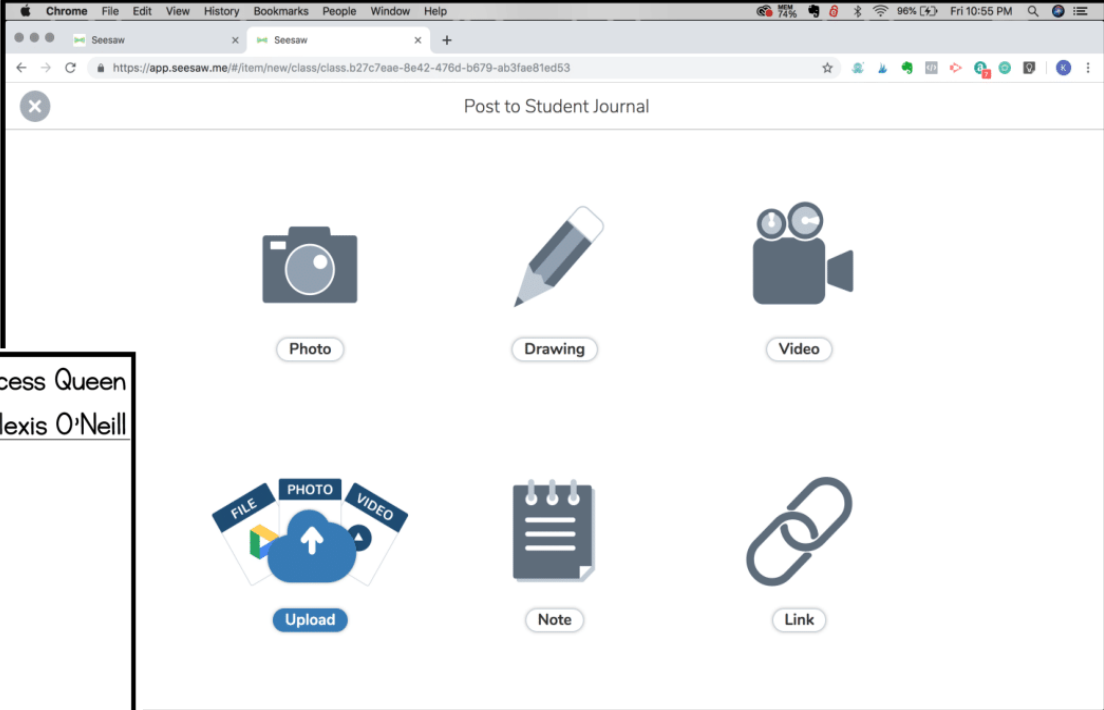 Chrome File Edit View History Bookmarks People Window Help MEM 74% 96% Fri 10:55 PM
Seesaw × Seesaw × +
https://app.seesaw.me/#/item/new/class/class.b27c7eae-8e42-476d-b679-ab3fae81ed53
7 K
Post to Student Journal
Photo Drawing Video
cess Queen
lexis O'Neill
FILE PHOTO VIDEO
Upload Note Link